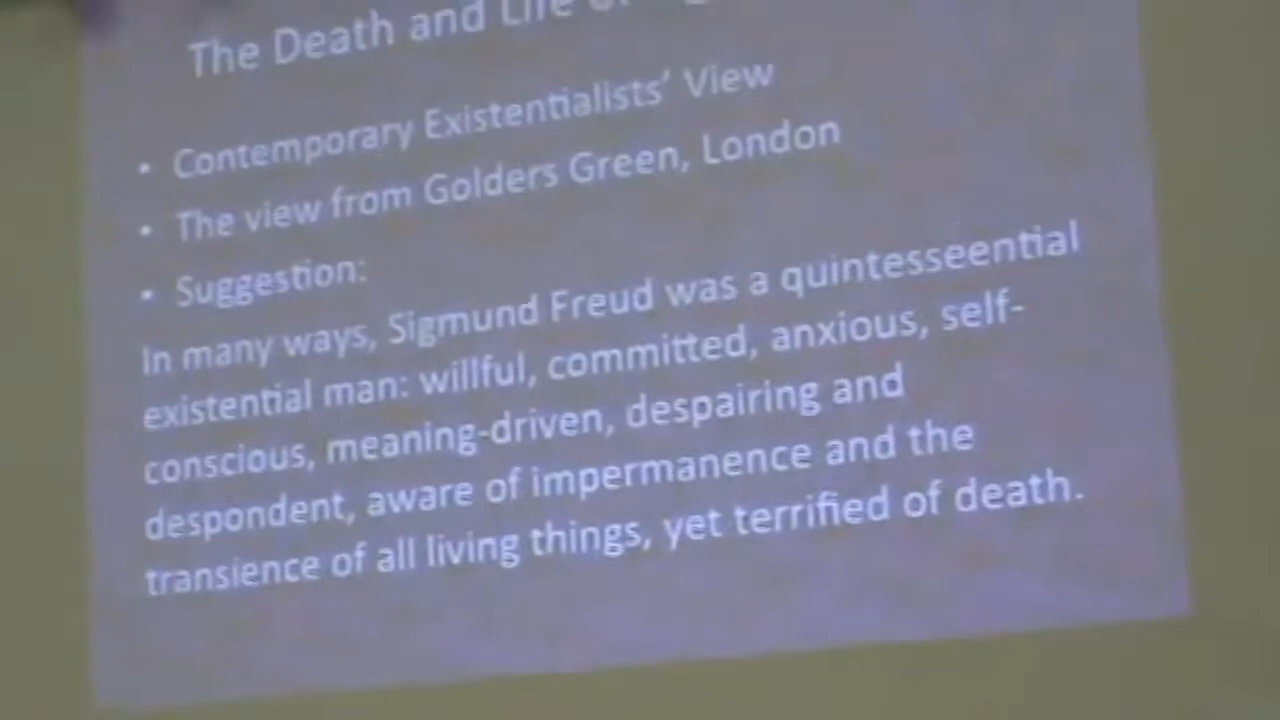 The Death and Life of
• Contemporary Existentialists' View
• The view from Golders Green, London
• Suggestion:
In many ways, Sigmund Freud was a quintesseential
existential man: willful, committed, anxious, self-
conscious, meaning-driven, despairing and
despondent, aware of impermanence and the
transience of all living things, yet terrified of death.